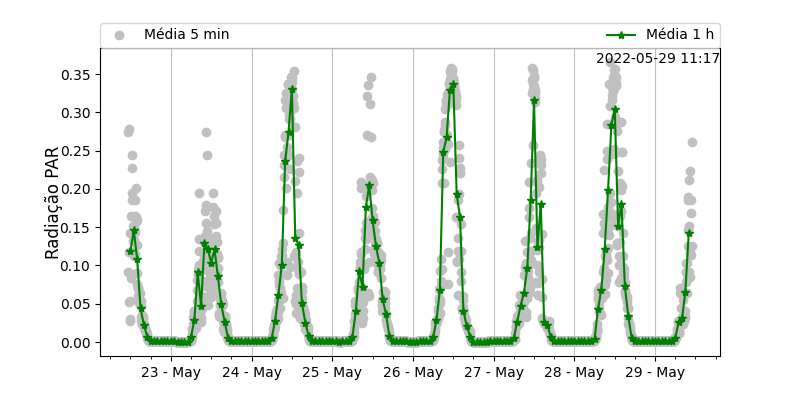 Média 5 min
Média 1 h
2022-05-29 11:17
Radiação PAR
0.35
0.30
0.25
0.20
0.15
0.10
0.05
0.00
23 - May
24 - May
25 - May
26 - May
27 - May
28 - May
29 - May